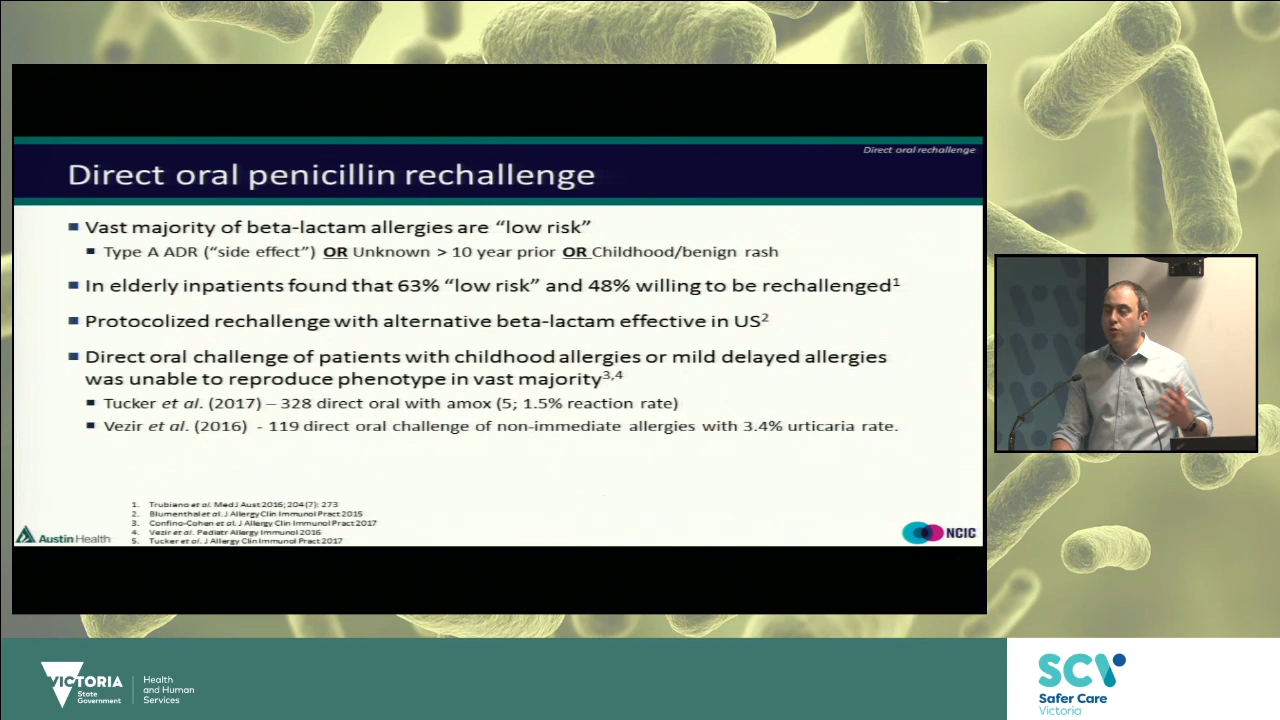 Direct oral rechallenge
Direct oral penicillin rechallenge
Vast majority of beta-lactam allergies are “low risk”
Type A ADR (“side effect”) OR Unknown > 10 year prior OR Childhood/benign rash
In elderly inpatients found that 63% “low risk” and 48% willing to be rechallenged1
Protocolized rechallenge with alternative beta-lactam effective in US2
Direct oral challenge of patients with childhood allergies or mild delayed allergies
was unable to reproduce phenotype in vast majority3,4
Tucker et al. (2017) – 328 direct oral with amox (5; 1.5% reaction rate)
Vezir et al. (2016) - 119 direct oral challenge of non-immediate allergies with 3.4% urticaria rate.
1. Trubiano et al. Med J Aust 2016; 204 (7): 273
2. Blumenthal et al. J Allergy Clin Immunol Pract 2015
3. Confino-Cohen et al. J Allergy Clin Immunol Pract 2017
4. Vezir et al. Pediatr Allergy Immunol 2016
5. Tucker et al. J Allergy Clin Immunol Pract 2017
Austin Health
NCIC
VICTORIA
State
Government
Health
and Human
Services
SCV
Safer Care
Victoria